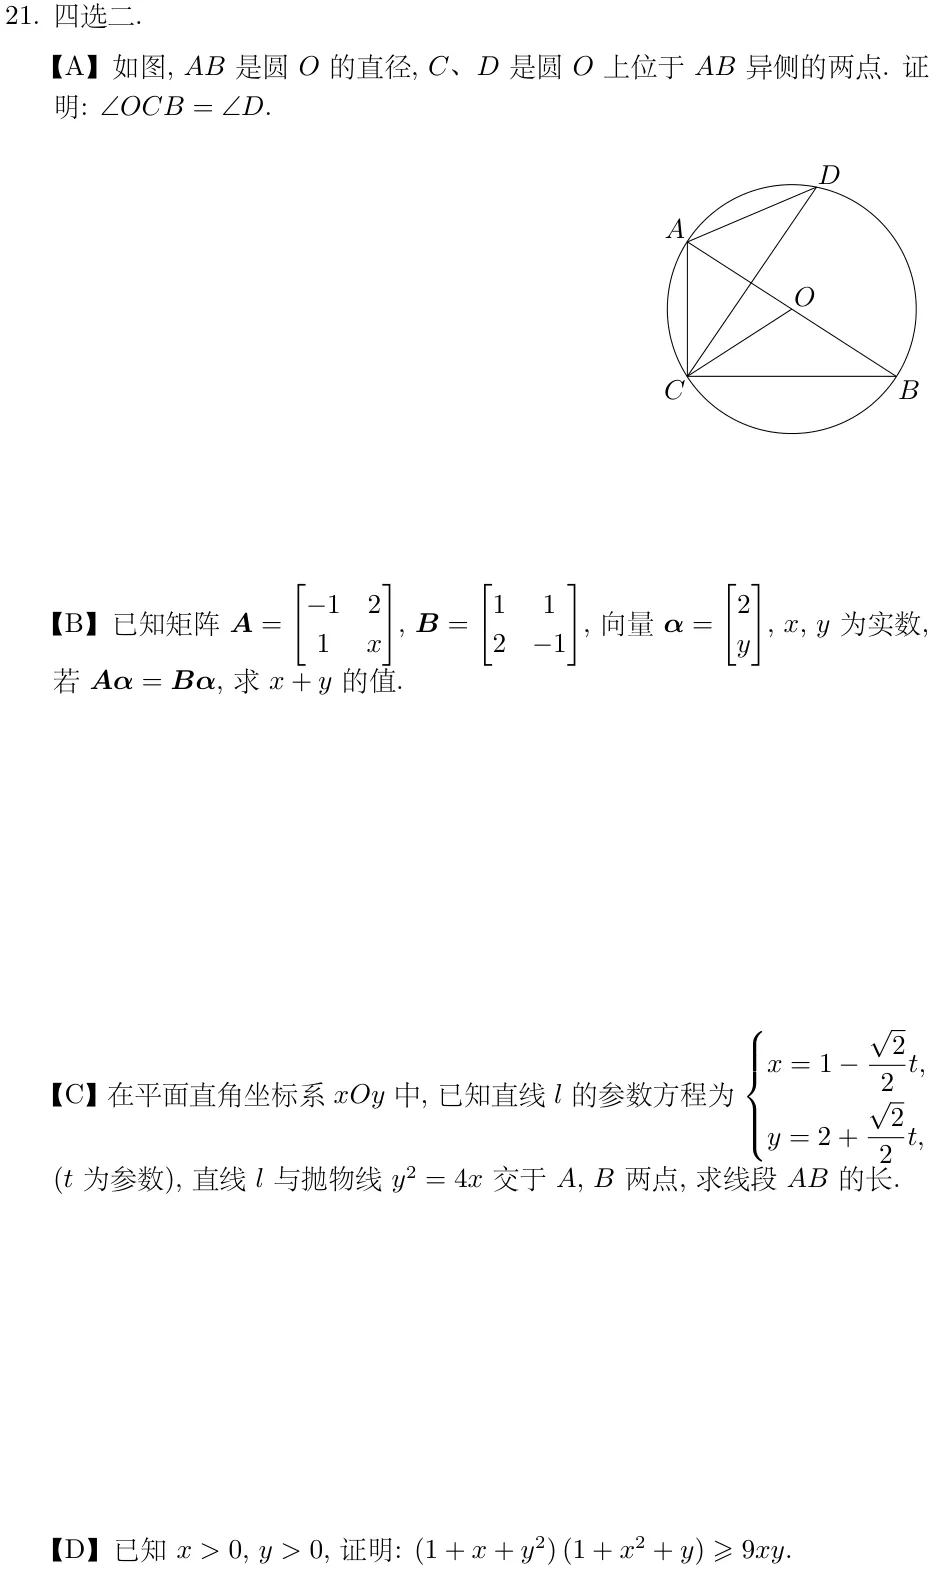 21. 四选二.
【A】如图, AB 是圆 O 的直径, C、D 是圆 O 上位于 AB 异侧的两点. 证
明: ∠OCB = ∠D.
D
A
O
C
B
【B】已知矩阵 A = [−1 2; 1 x], B = [1 1; 2 −1], 向量 α = [2; y], x, y 为实数,
若 Aα = Bα, 求 x + y 的值.
【C】在平面直角坐标系 xOy 中, 已知直线 l 的参数方程为 { x = 1 − √2/2 t, y = 2 + √2/2 t,
(t 为参数), 直线 l 与抛物线 y² = 4x 交于 A, B 两点, 求线段 AB 的长.
【D】已知 x > 0, y > 0, 证明: (1 + x + y²) (1 + x² + y) ⩾ 9xy.